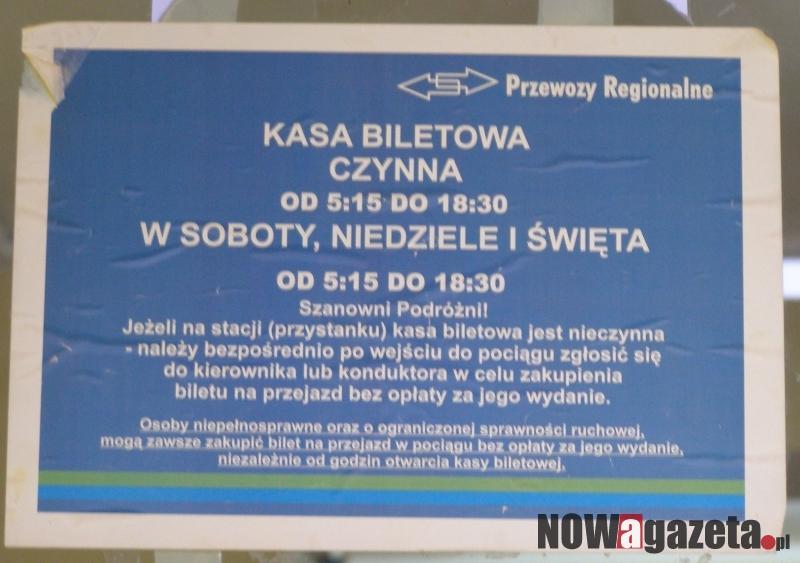 Przewozy Regionalne
KASA BILETOWA
CZYNNA
OD 5:15 DO 18:30
W SOBOTY, NIEDZIELE I ŚWIĘTA
OD 5:15 DO 18:30
Szanowni Podróżni!
Jeżeli na stacji (przystanku) kasa biletowa jest nieczynna
- należy bezpośrednio po wejściu do pociągu zgłosić się
do kierownika lub konduktora w celu zakupienia
biletu na przejazd bez opłaty za jego wydanie.
Osoby niepełnosprawne oraz o ograniczonej sprawności ruchowej,
mogą zawsze zakupić bilet na przejazd w pociągu bez opłaty za jego wydanie,
niezależnie od godzin otwarcia kasy biletowej.
NOWagazeta.pl